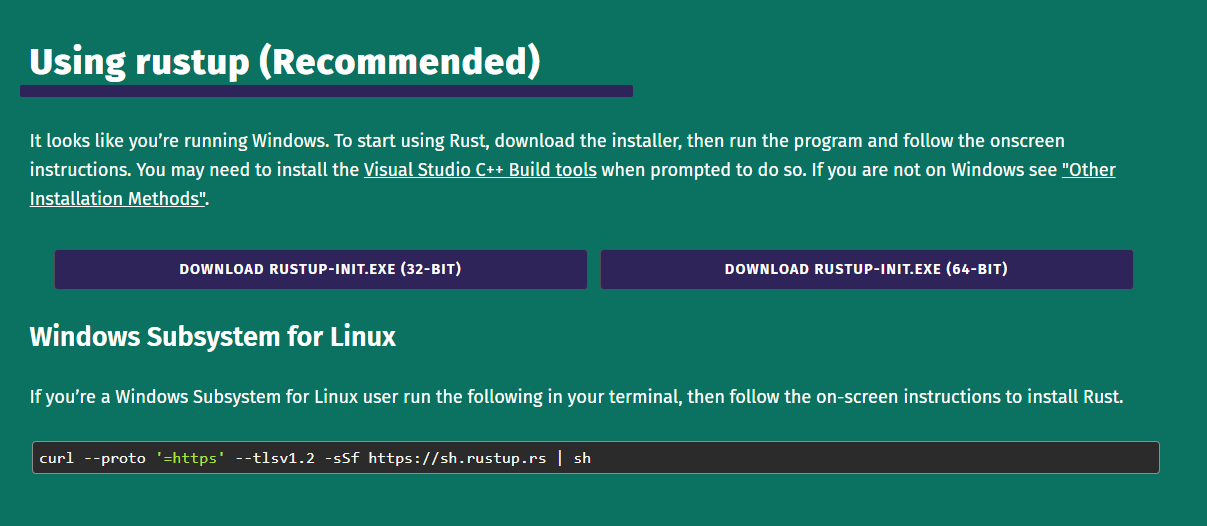 Using rustup (Recommended)
It looks like you’re running Windows. To start using Rust, download the installer, then run the program and follow the onscreen
instructions. You may need to install the Visual Studio C++ Build tools when prompted to do so. If you are not on Windows see "Other
Installation Methods".
DOWNLOAD RUSTUP-INIT.EXE (32-BIT)
DOWNLOAD RUSTUP-INIT.EXE (64-BIT)
Windows Subsystem for Linux
If you’re a Windows Subsystem for Linux user run the following in your terminal, then follow the on-screen instructions to install Rust.
curl --proto '=https' --tlsv1.2 -sSf https://sh.rustup.rs | sh